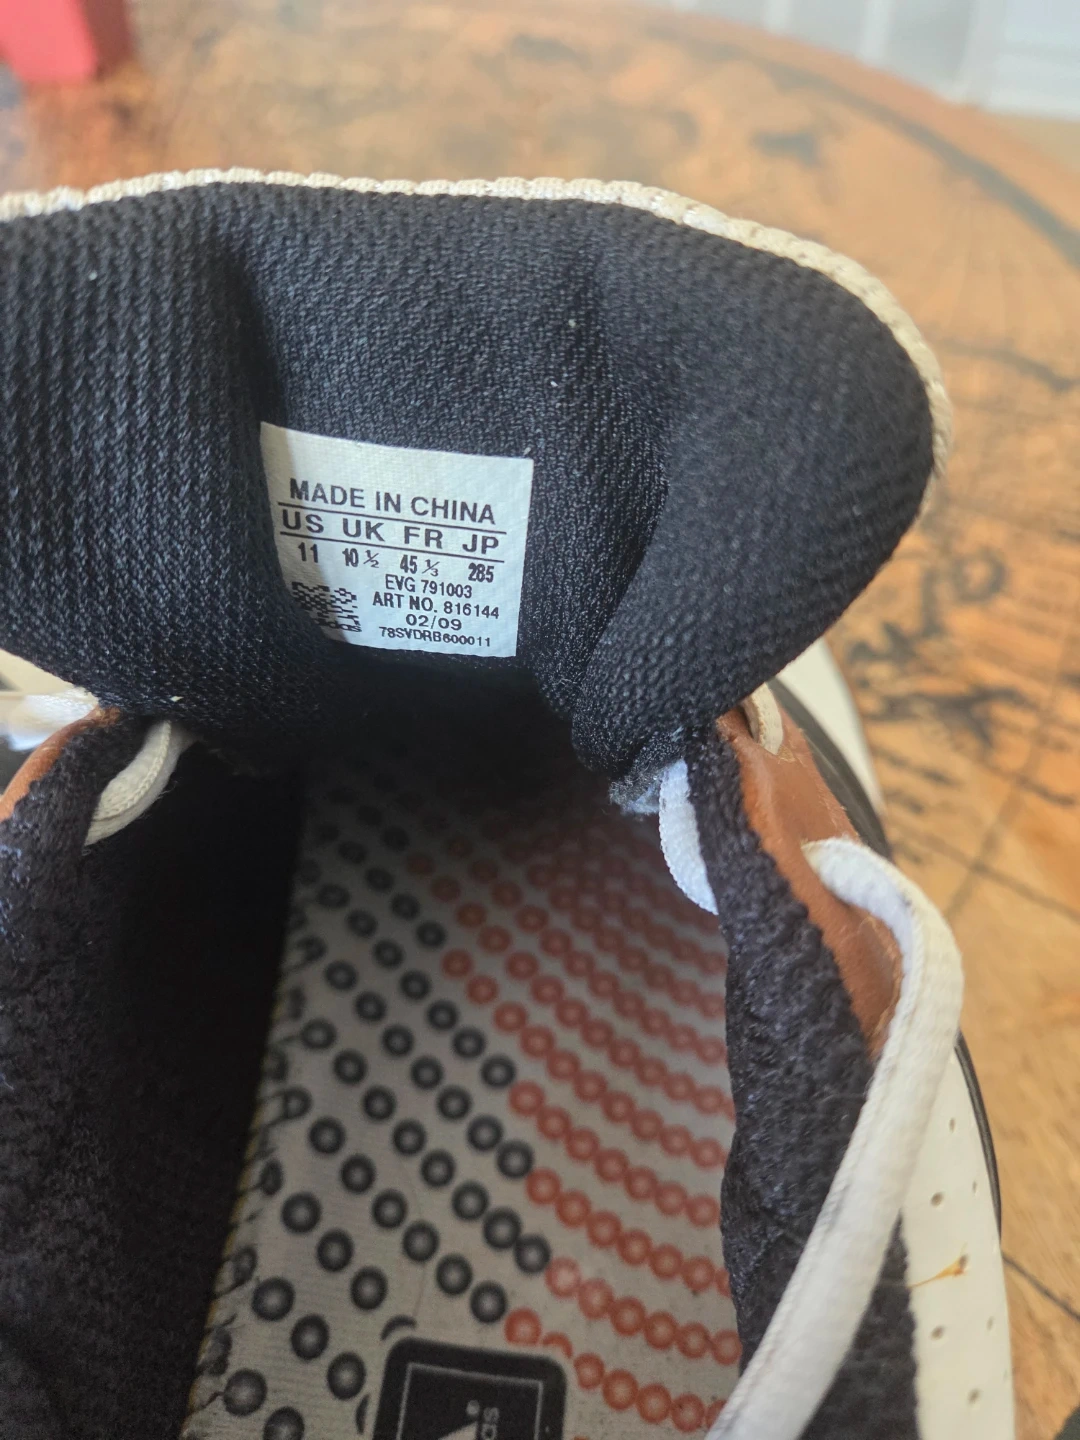 MADE IN CHINA
US UK FR JP
11 10 ½ 45 ⅓ 285
EVG 791003
ART NO. 816144
02/09
78SVDRB600011